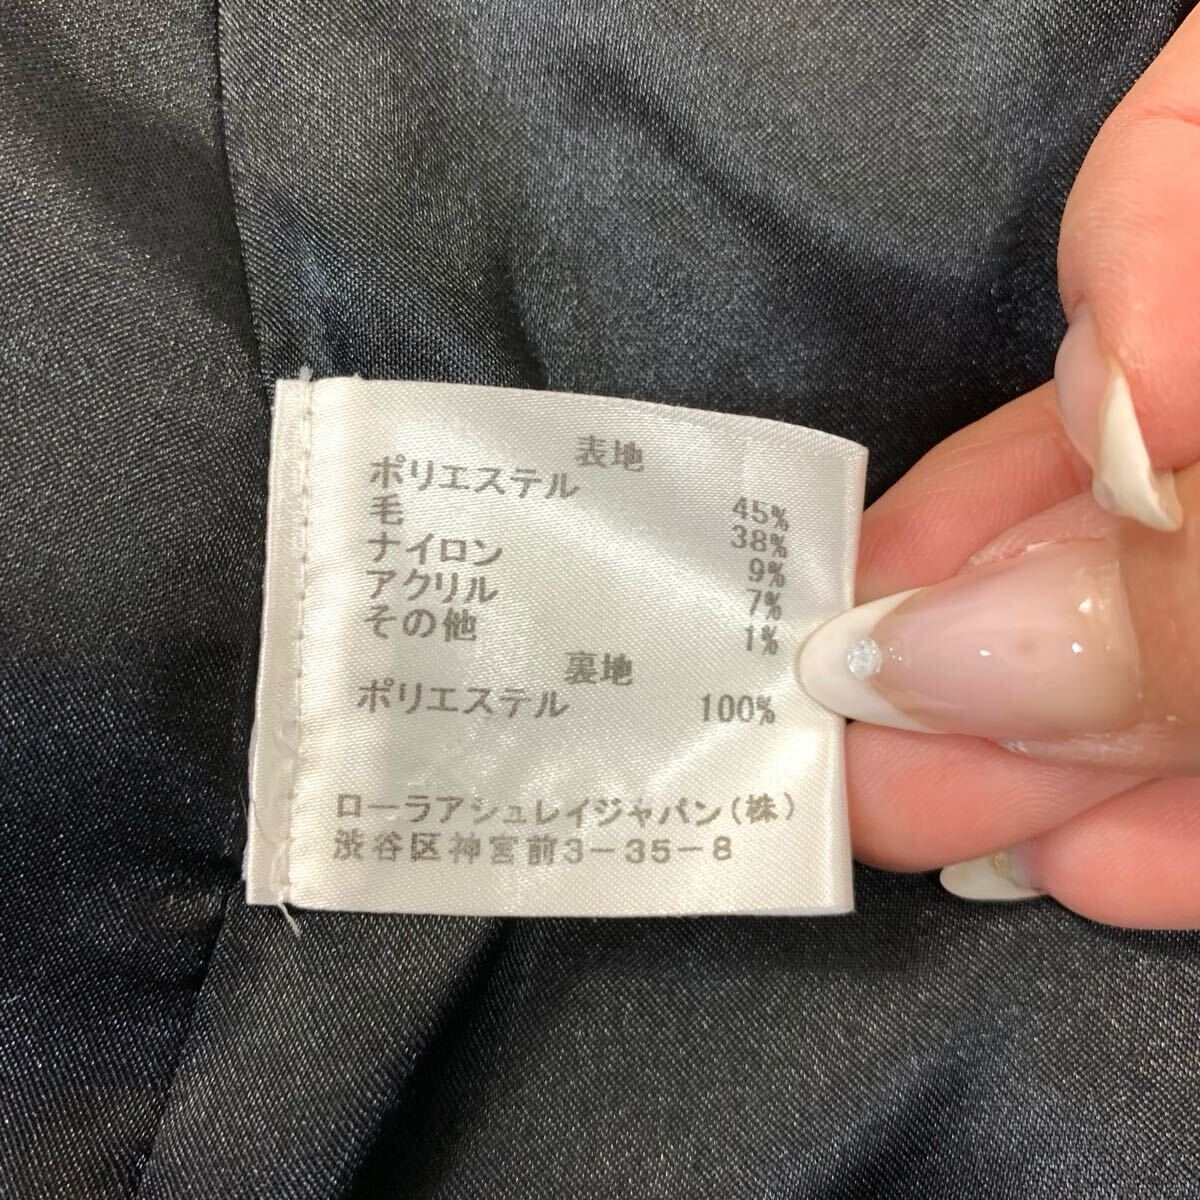 表地
ポリエステル 45%
毛 38%
ナイロン 9%
アクリル 7%
その他 1%
裏地
ポリエステル 100%
ローラアシュレイジャパン(株)
渋谷区神宮前3-35-8